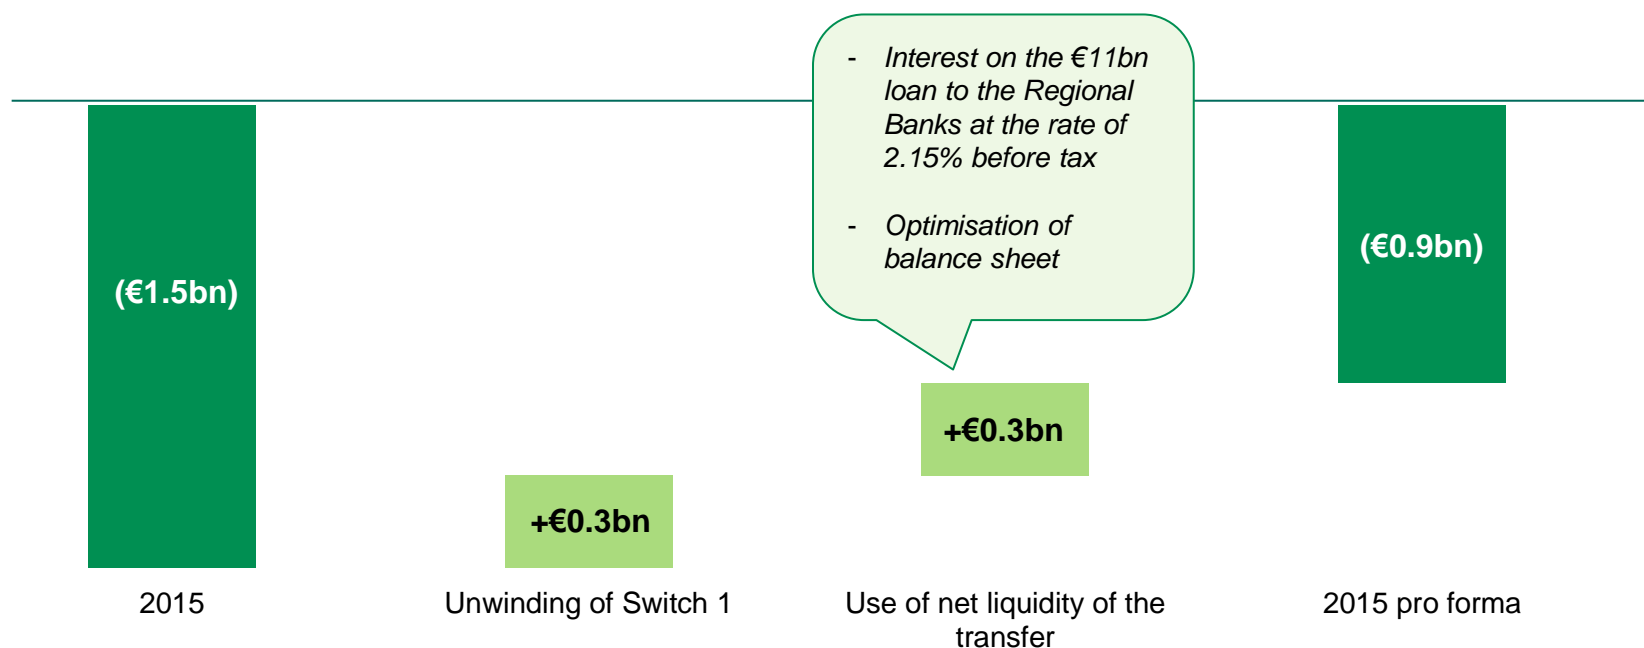 - Interest on the €11bn
loan to the Regional
Banks at the rate of
2.15% before tax
- Optimisation of
balance sheet
(€1.5bn)
+€0.3bn
+€0.3bn
(€0.9bn)
2015
Unwinding of Switch 1
Use of net liquidity of the
transfer
2015 pro forma